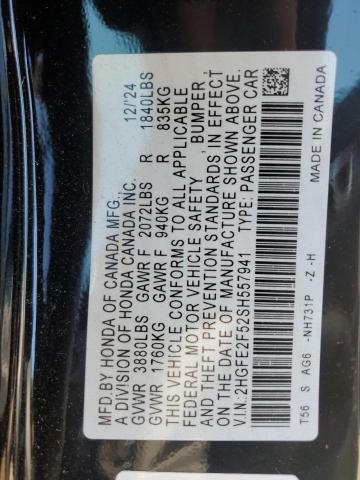 MFD.BY HONDA OF CANADA MFG.
A DIVISION OF HONDA CANADA INC. 12/'24
GVWR 3880LBS GAWR F 2072LBS R 1840LBS
GVWR 1760KG GAWR F 940KG R 835KG
THIS VEHICLE CONFORMS TO ALL APPLICABLE
FEDERAL MOTOR VEHICLE SAFETY , BUMPER ,
AND THEFT PREVENTION STANDARDS IN EFFECT
ON THE DATE OF MANUFACTURE SHOWN ABOVE.
V.I.N: 2HGFE2F52SH557941 TYPE: PASSENGER CAR
T56 S AG6 -NH731P -Z -H MADE IN CANADA